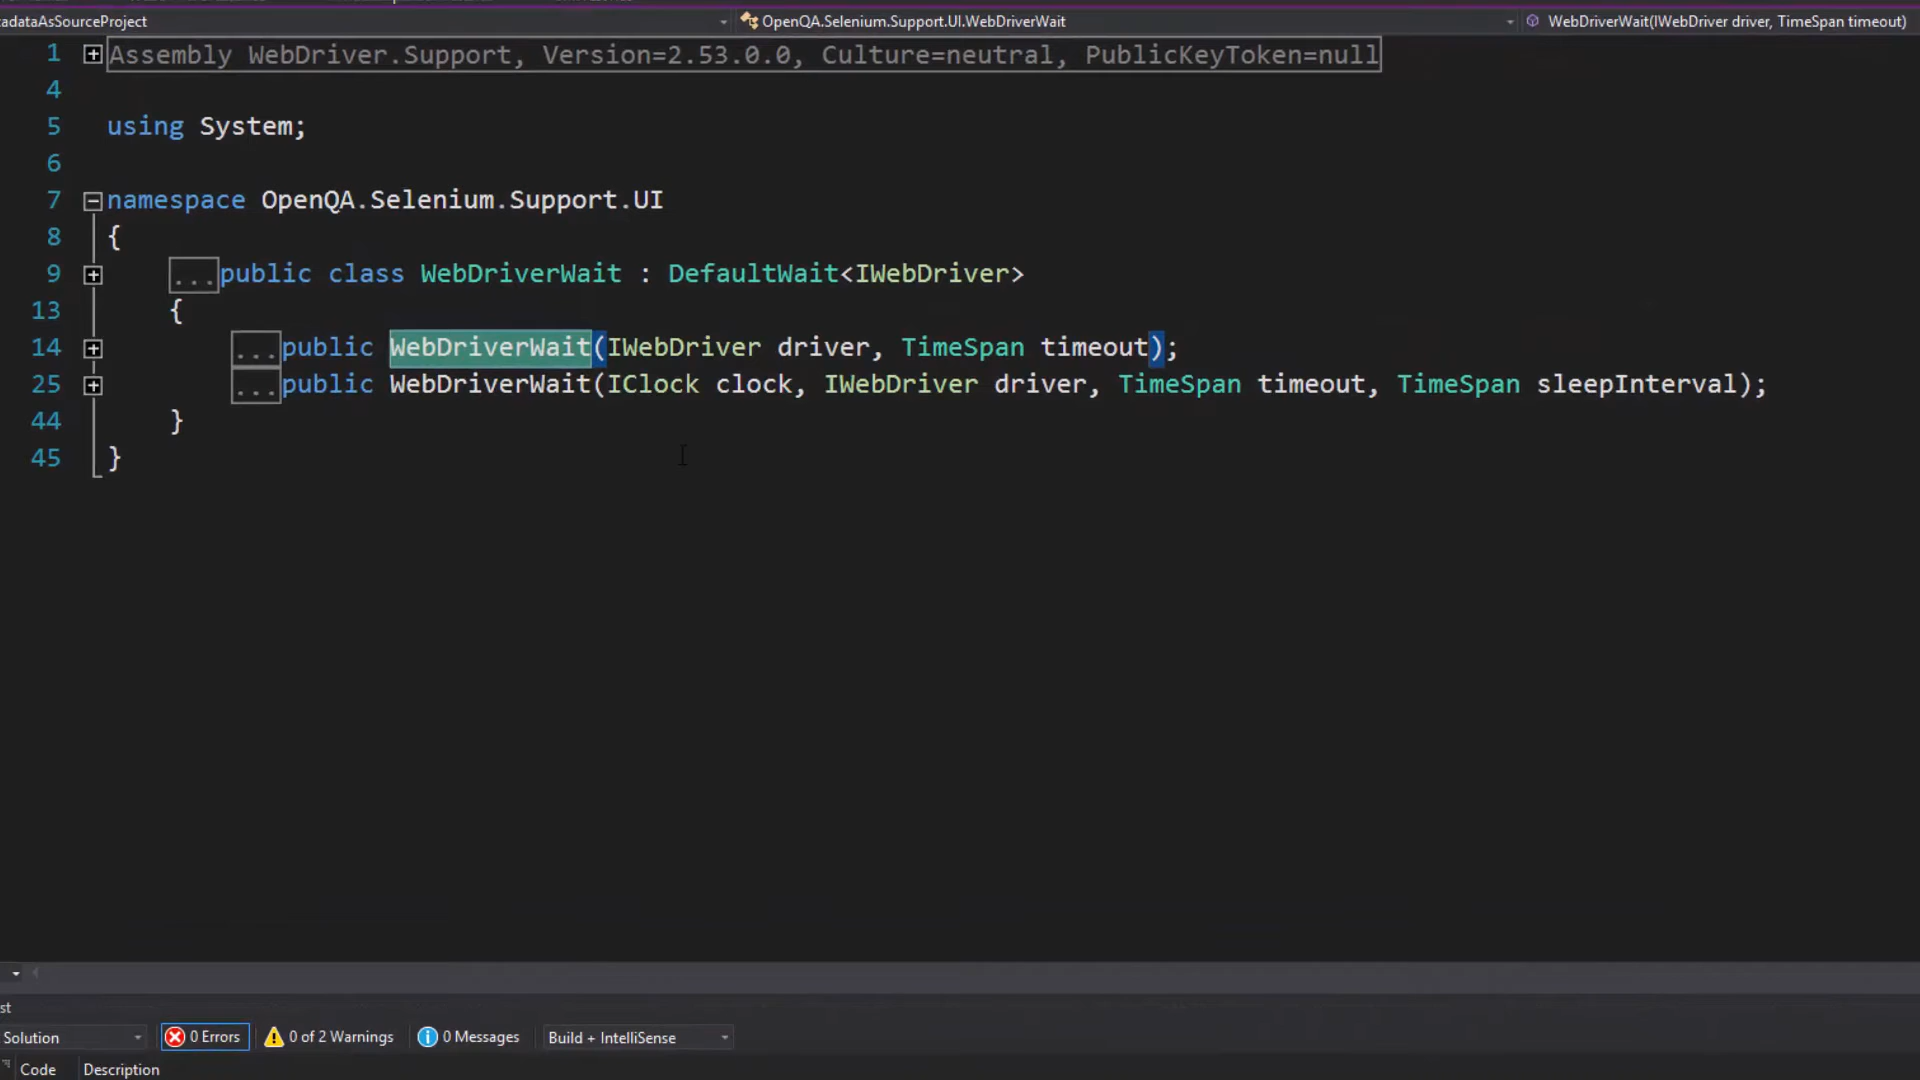 adataAsSourceProject
OpenQA.Selenium.Support.UI.WebDriverWait
WebDriverWait(IWebDriver driver, TimeSpan timeout)
1 Assembly WebDriver.Support, Version=2.53.0.0, Culture=neutral, PublicKeyToken=null
4
5 using System;
6
7 namespace OpenQA.Selenium.Support.UI
8 {
9 ...public class WebDriverWait : DefaultWait<IWebDriver>
13 {
14 ...public WebDriverWait(IWebDriver driver, TimeSpan timeout);
25 ...public WebDriverWait(IClock clock, IWebDriver driver, TimeSpan timeout, TimeSpan sleepInterval);
44 }
45 }
st
Solution 0 Errors 0 of 2 Warnings 0 Messages Build + IntelliSense
Code Description